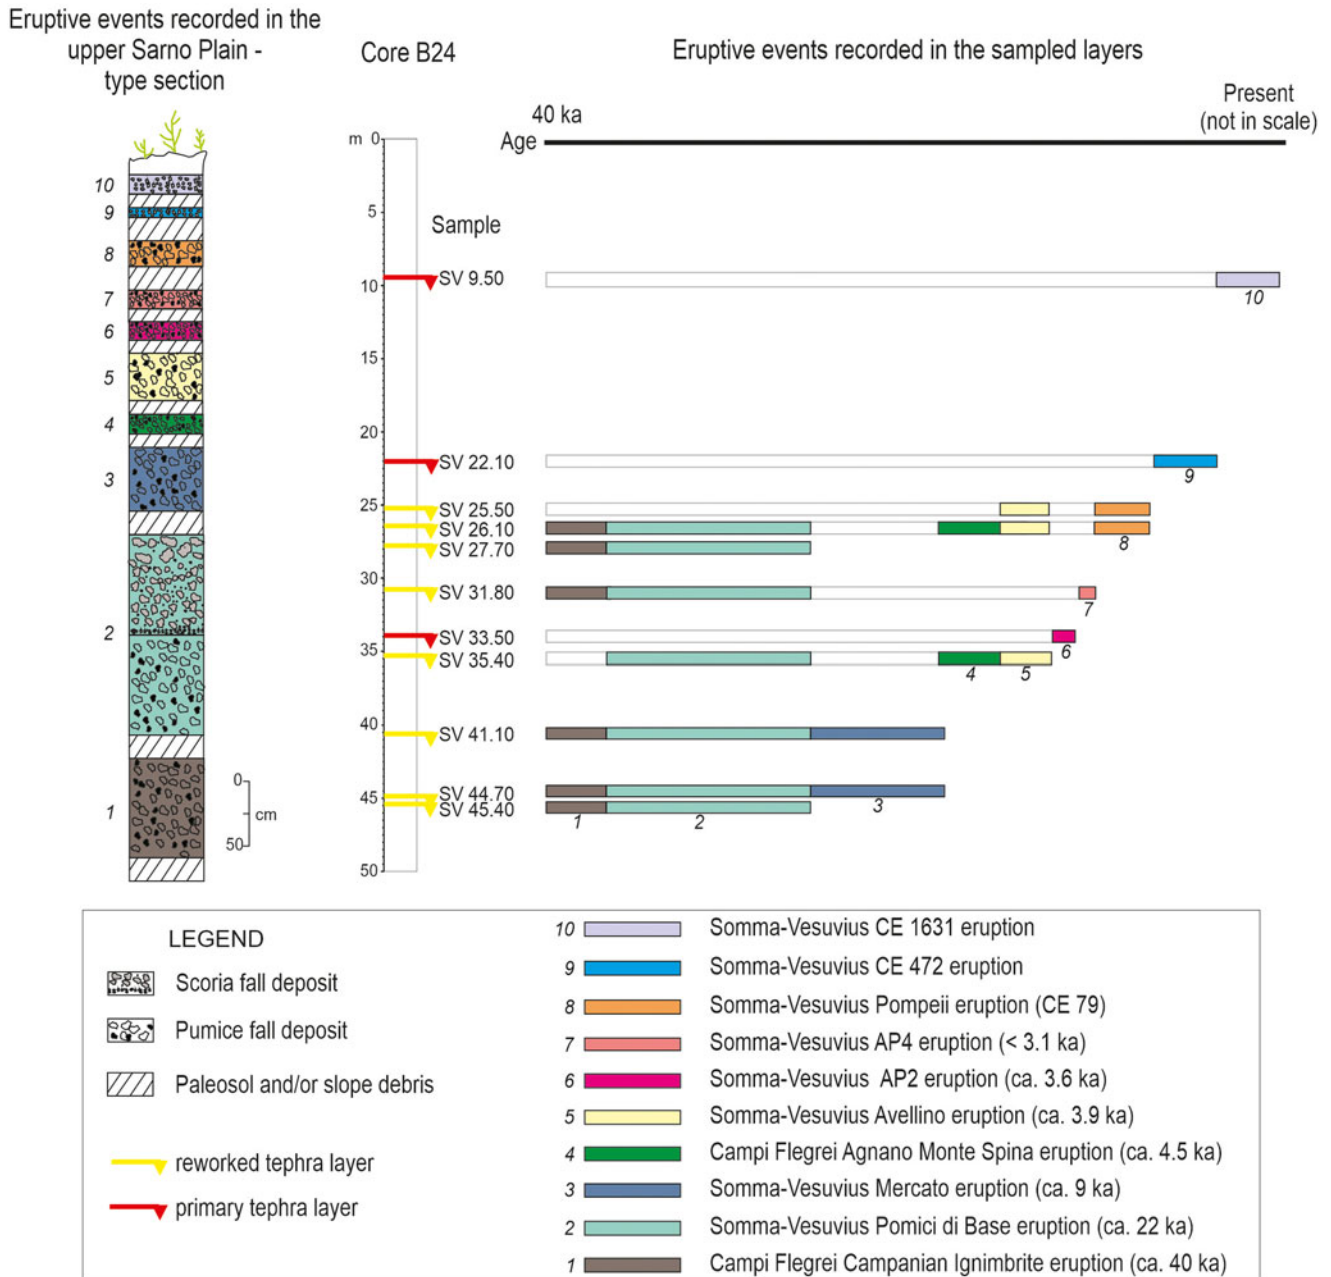 Eruptive events recorded in the
upper Sarno Plain -
type section
Core B24
Eruptive events recorded in the sampled layers
40 ka
Present
(not in scale)
Age
m 0
5
10
15
20
25
30
35
40
45
50
Sample
10
9
8
7
6
5
4
3
2
1
0
cm
50
SV 9.50
10
SV 22.10
9
SV 25.50
SV 26.10
8
SV 27.70
SV 31.80
7
SV 33.50
6
SV 35.40
4
5
SV 41.10
SV 44.70
3
SV 45.40
1
2
LEGEND
Scoria fall deposit
Pumice fall deposit
Paleosol and/or slope debris
reworked tephra layer
primary tephra layer
10 Somma-Vesuvius CE 1631 eruption
9 Somma-Vesuvius CE 472 eruption
8 Somma-Vesuvius Pompeii eruption (CE 79)
7 Somma-Vesuvius AP4 eruption (< 3.1 ka)
6 Somma-Vesuvius AP2 eruption (ca. 3.6 ka)
5 Somma-Vesuvius Avellino eruption (ca. 3.9 ka)
4 Campi Flegrei Agnano Monte Spina eruption (ca. 4.5 ka)
3 Somma-Vesuvius Mercato eruption (ca. 9 ka)
2 Somma-Vesuvius Pomici di Base eruption (ca. 22 ka)
1 Campi Flegrei Campanian Ignimbrite eruption (ca. 40 ka)